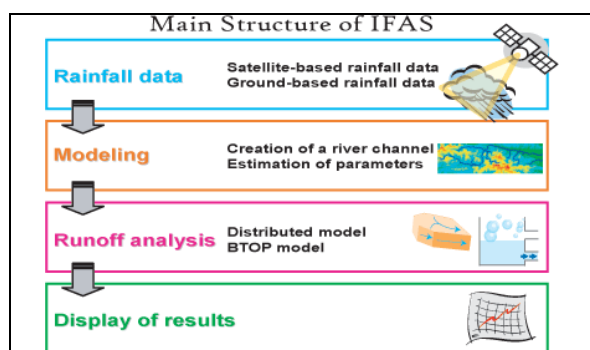 Main Structure of IFAS
Rainfall data
Satellite-based rainfall data
Ground-based rainfall data
Modeling
Creation of a river channel
Estimation of parameters
Runoff analysis
Distributed model
BTOP model
Display of results